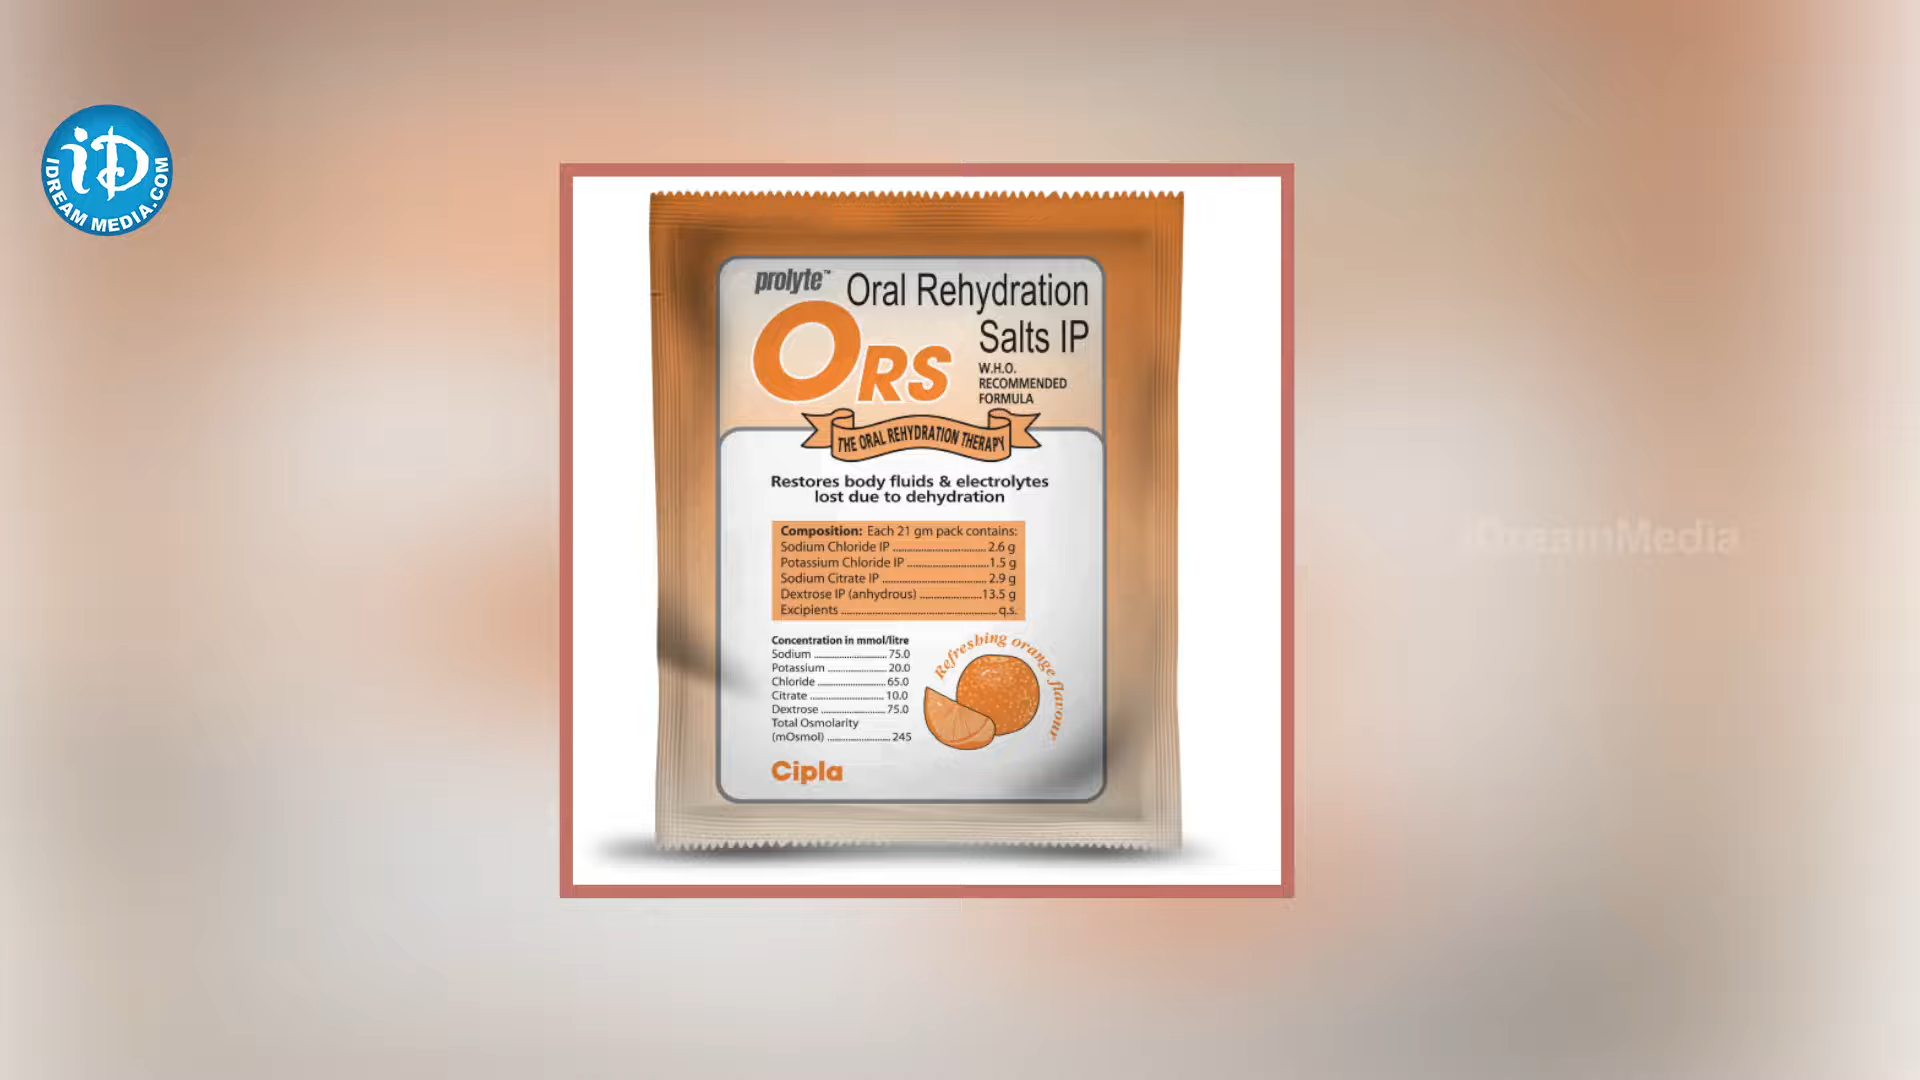 iD
IDREAM MEDIA.COM
prolyte™
Oral Rehydration
Salts IP
ORS
W.H.O.
RECOMMENDED
FORMULA
THE ORAL REHYDRATION THERAPY
Restores body fluids & electrolytes
lost due to dehydration
Composition: Each 21 gm pack contains:
Sodium Chloride IP ........................ 2.6 g
Potassium Chloride IP ........................ 1.5 g
Sodium Citrate IP ........................ 2.9 g
Dextrose IP (anhydrous) ........................ 13.5 g
Excipients ........................ q.s.
Concentration in mmol/litre
Sodium ........................ 75.0
Potassium ........................ 20.0
Chloride ........................ 65.0
Citrate ........................ 10.0
Dextrose ........................ 75.0
Total Osmolarity
(mOsmol) ........................ 245
Refreshing orange flavour
Cipla
iDreamMedia